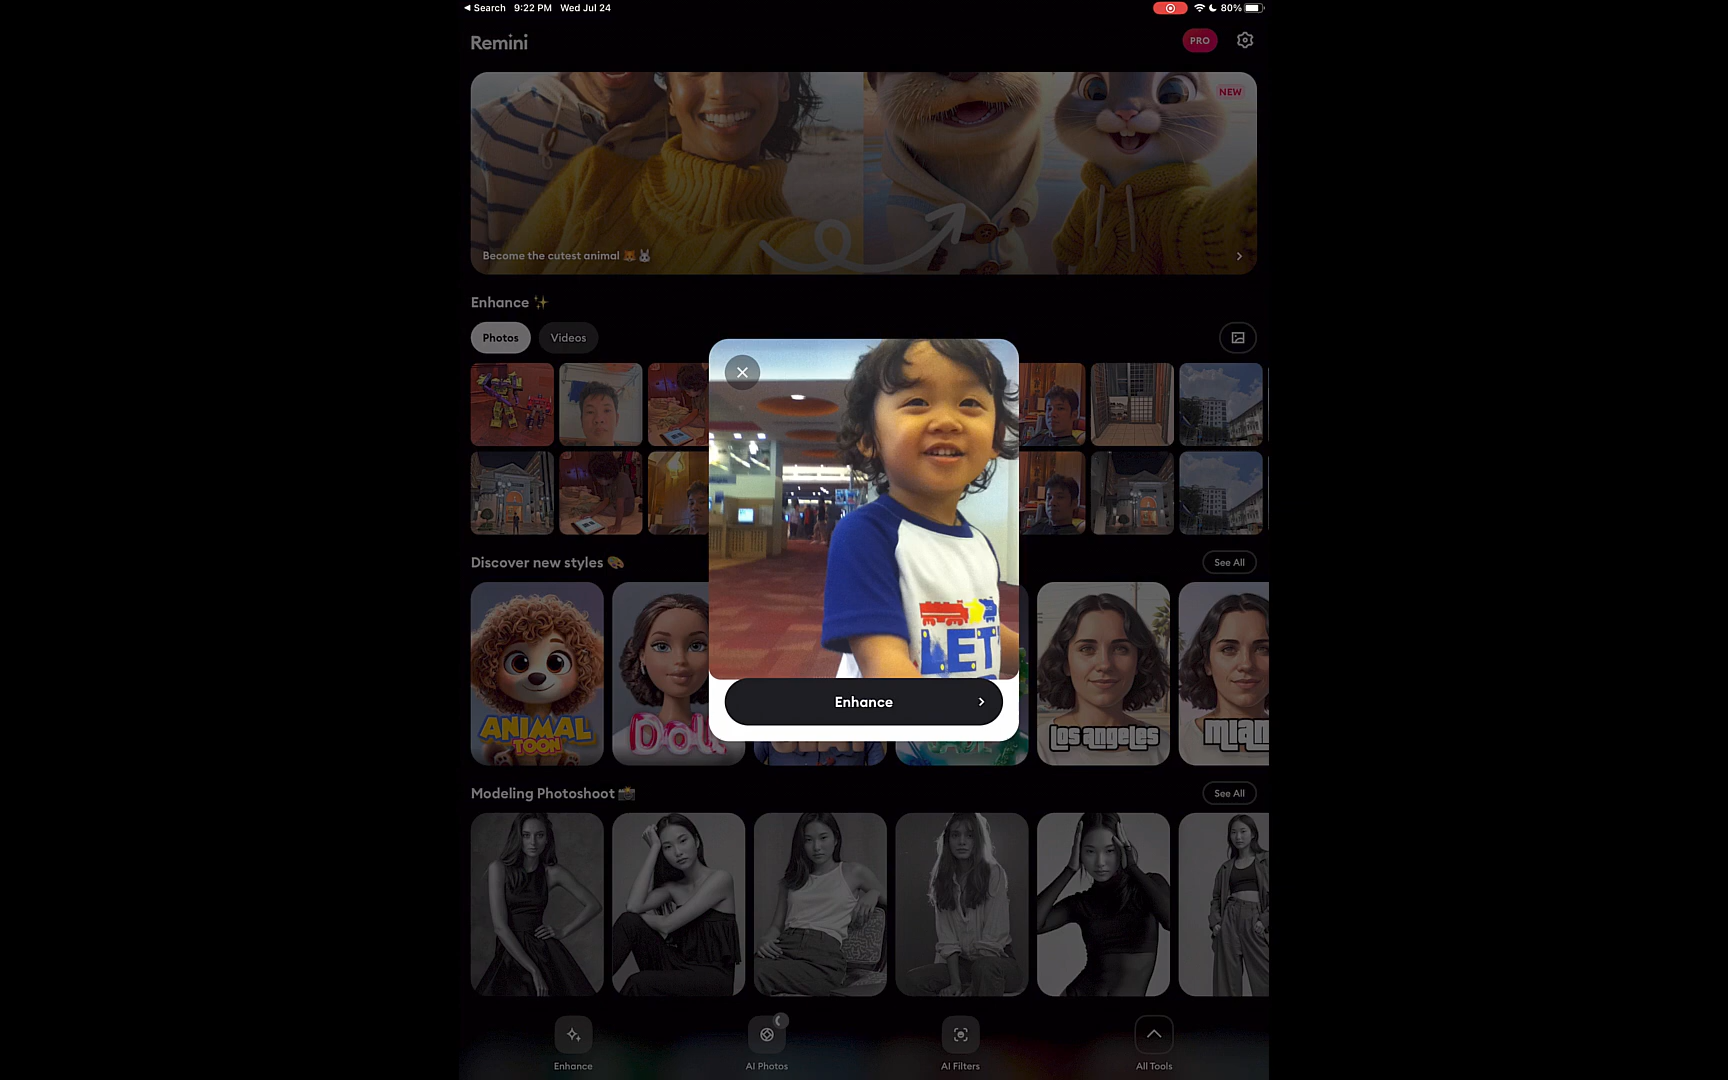 Search 9:22 PM Wed Jul 24
80%
Remini
PRO
NEW
Become the cutest animal
Enhance
Photos Videos
LET'
Enhance
Discover new styles
See All
ANIMAL
TOON
Los angeles
Modeling Photoshoot
See All
Enhance
AI Photos
AI Filters
All Tools